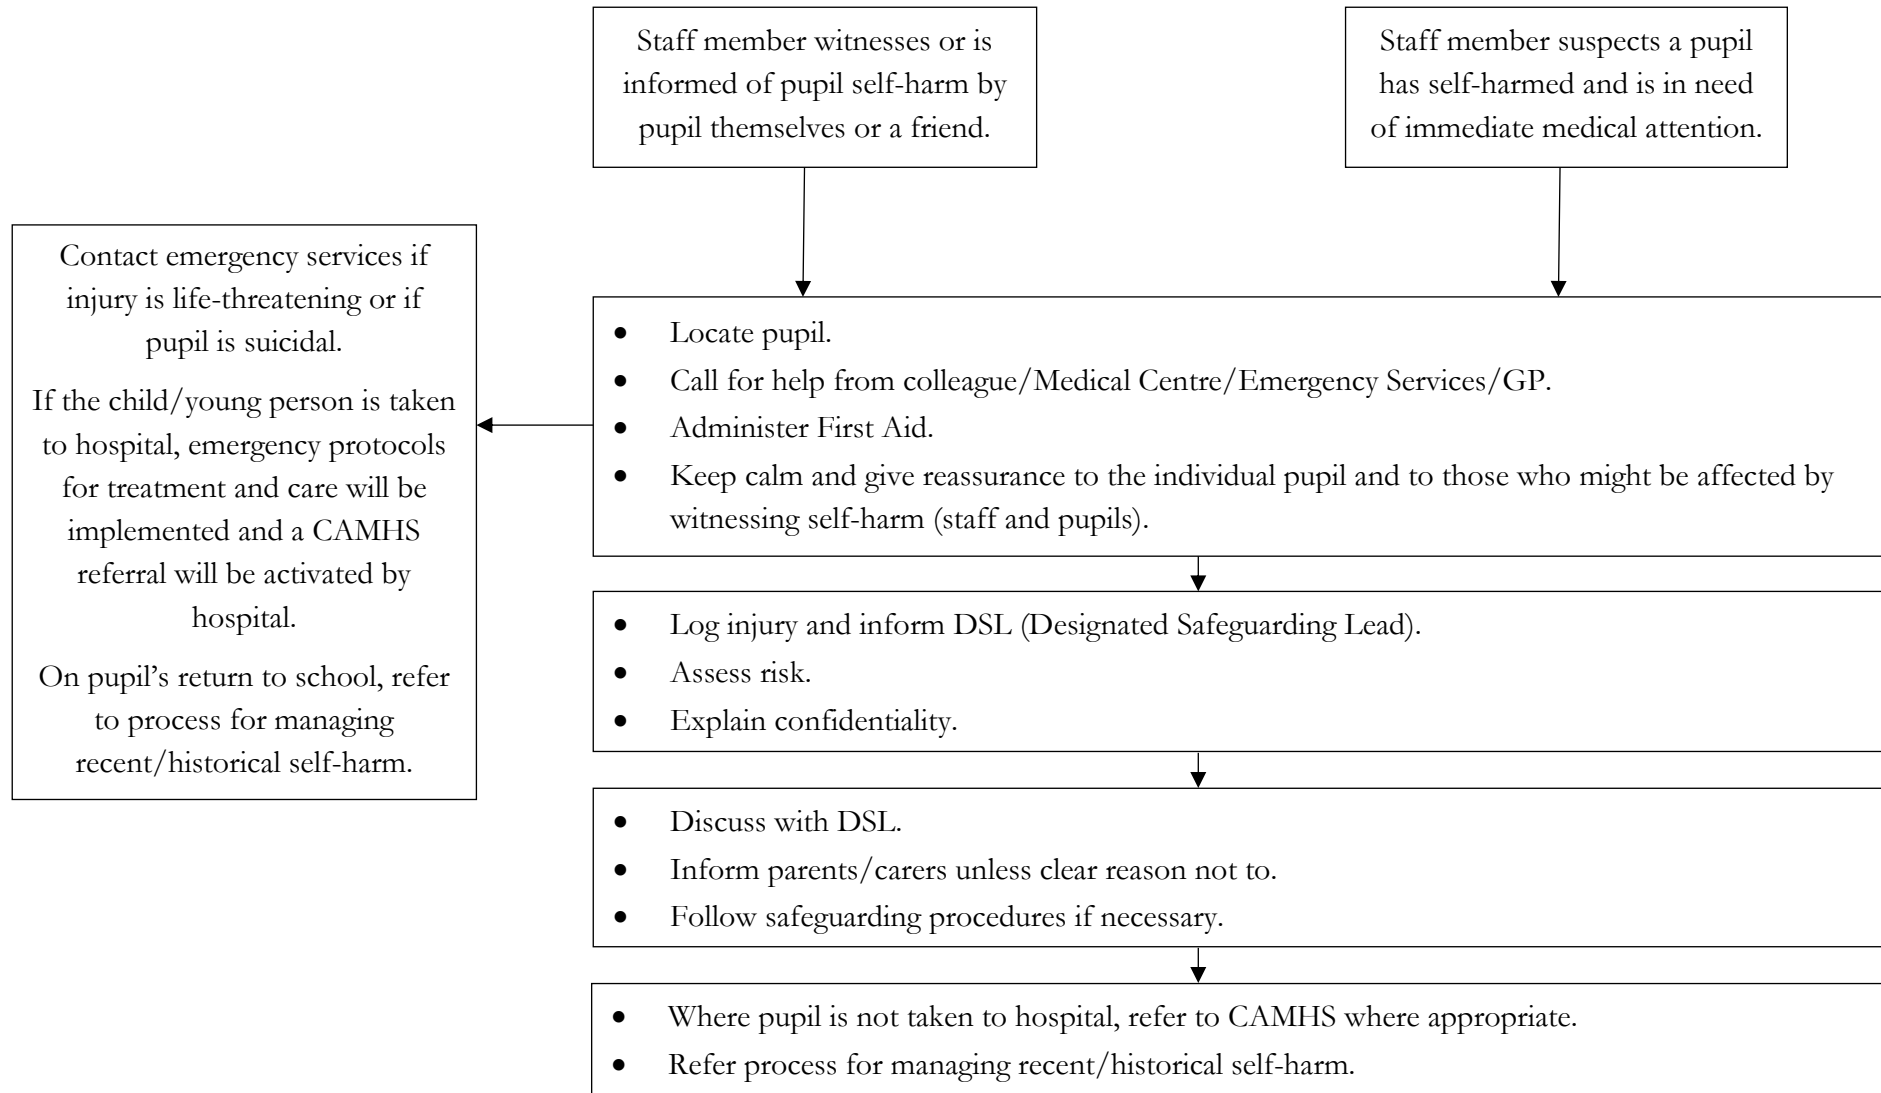 Staff member witnesses or is
informed of pupil self-harm by
pupil themselves or a friend.
Staff member suspects a pupil
has self-harmed and is in need
of immediate medical attention.
Contact emergency services if
injury is life-threatening or if
pupil is suicidal.
If the child/young person is taken
to hospital, emergency protocols
for treatment and care will be
implemented and a CAMHS
referral will be activated by
hospital.
On pupil’s return to school, refer
to process for managing
recent/historical self-harm.
• Locate pupil.
• Call for help from colleague/Medical Centre/Emergency Services/GP.
• Administer First Aid.
• Keep calm and give reassurance to the individual pupil and to those who might be affected by
witnessing self-harm (staff and pupils).
• Log injury and inform DSL (Designated Safeguarding Lead).
• Assess risk.
• Explain confidentiality.
• Discuss with DSL.
• Inform parents/carers unless clear reason not to.
• Follow safeguarding procedures if necessary.
• Where pupil is not taken to hospital, refer to CAMHS where appropriate.
• Refer process for managing recent/historical self-harm.